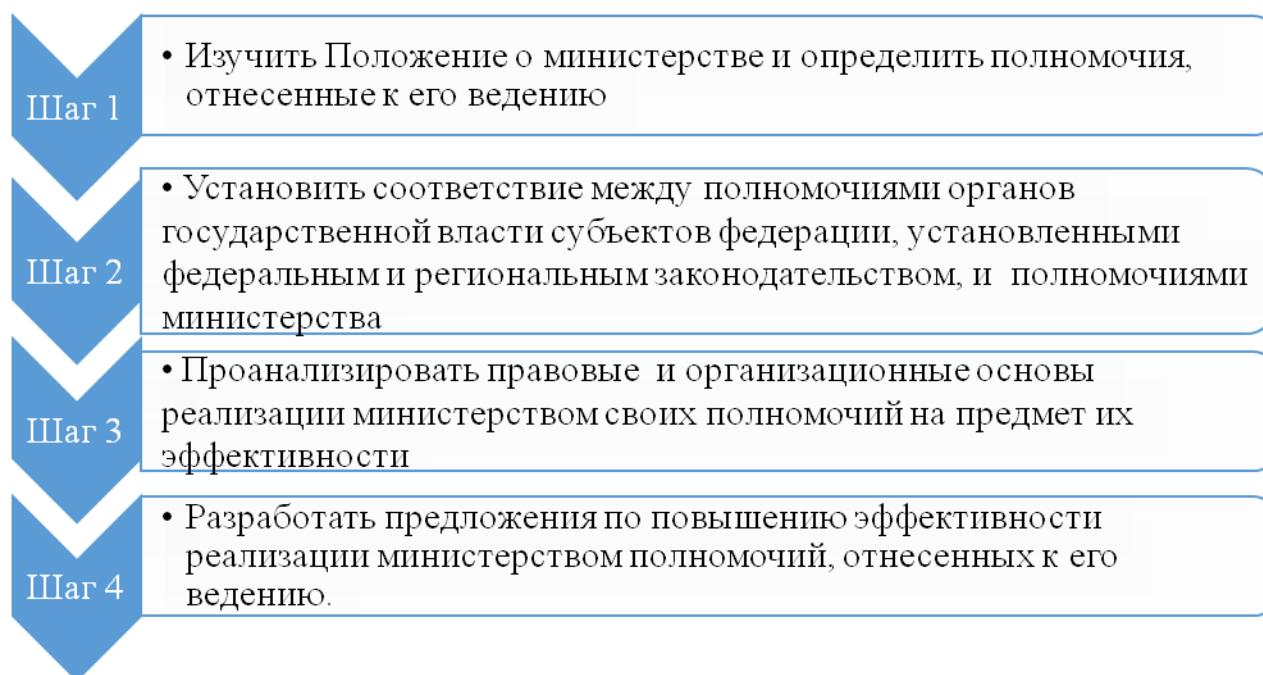 Шаг 1
• Изучить Положение о министерстве и определить полномочия,
отнесенные к его ведению
Шаг 2
• Установить соответствие между полномочиями органов
государственной власти субъектов федерации, установленными
федеральным и региональным законодательством, и полномочиями
министерства
Шаг 3
• Проанализировать правовые и организационные основы
реализации министерством своих полномочий на предмет их
эффективности
Шаг 4
• Разработать предложения по повышению эффективности
реализации министерством полномочий, отнесенных к его
ведению.